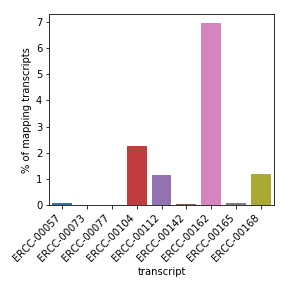 % of mapping transcripts
7
6
5
4
3
2
1
0
ERCC-00057
ERCC-00073
ERCC-00077
ERCC-00104
ERCC-00112
ERCC-00142
ERCC-00162
ERCC-00165
ERCC-00168
transcript